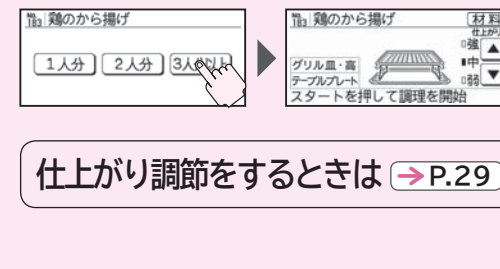 No.183 鶏のから揚げ
1人分 2人分 3人分以上
No.183 鶏のから揚げ 材料
仕上がり
強
中
弱
グリル皿・高
テーブルプレート
スタートを押して調理を開始
仕上がり調節をするときは →P.29